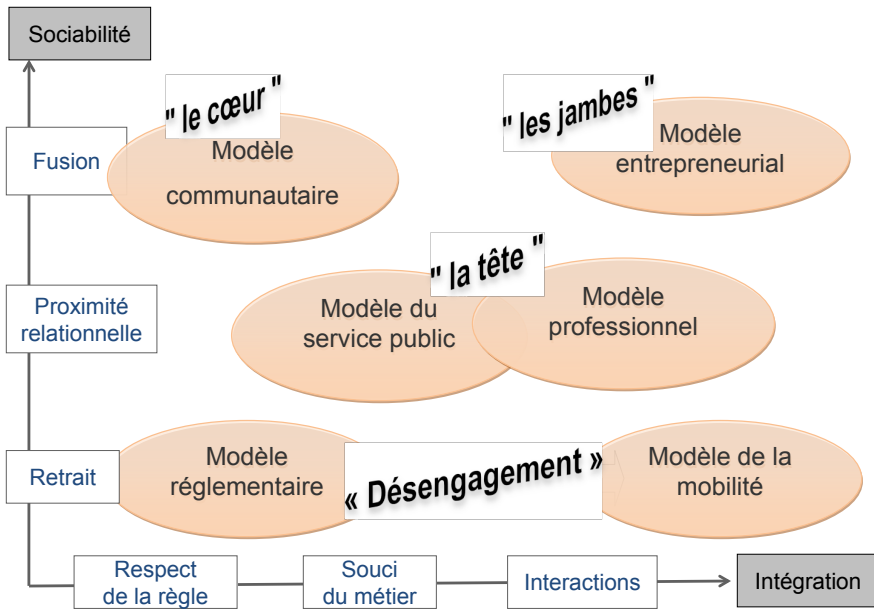 Sociabilité
" le cœur "
" les jambes "
Fusion
Modèle
communautaire
Modèle
entrepreneurial
" la tête "
Proximité
relationnelle
Modèle du
service public
Modèle
professionnel
Retrait
Modèle
réglementaire
« Désengagement »
Modèle de la
mobilité
Respect
de la règle
Souci
du métier
Interactions
Intégration